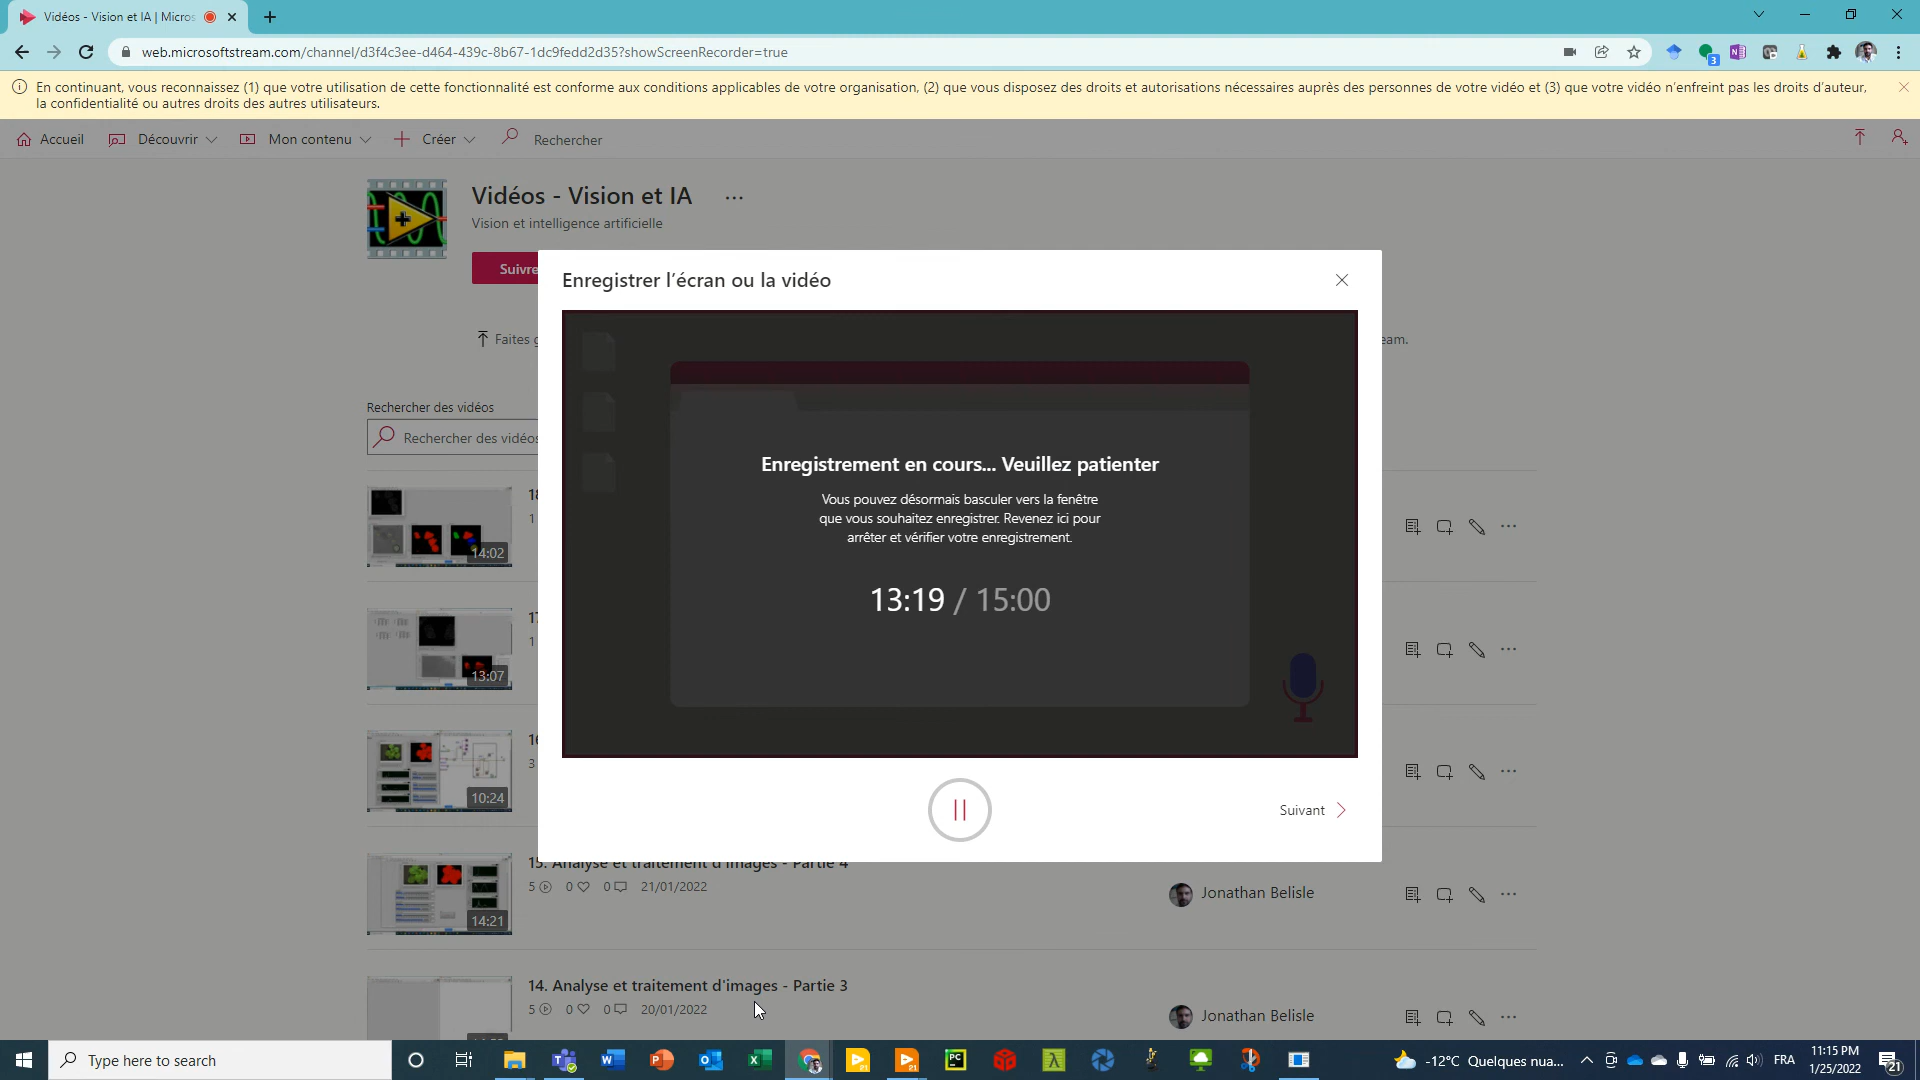 Vidéos - Vision et IA | Micros
web.microsoftstream.com/channel/d3f4c3ee-d464-439c-8b67-1dc9fedd2d35?showScreenRecorder=true
3
En continuant, vous reconnaissez (1) que votre utilisation de cette fonctionnalité est conforme aux conditions applicables de votre organisation, (2) que vous disposez des droits et autorisations nécessaires auprès des personnes de votre vidéo et (3) que votre vidéo n'enfreint pas les droits d'auteur,
la confidentialité ou autres droits des autres utilisateurs.
Accueil Découvrir Mon contenu Créer Rechercher
Vidéos - Vision et IA ...
Vision et intelligence artificielle
Suivre
Enregistrer l'écran ou la vidéo
Faites eam.
Rechercher des vidéos
Rechercher des vidéos
Enregistrement en cours... Veuillez patienter
Vous pouvez désormais basculer vers la fenêtre
que vous souhaitez enregistrer. Revenez ici pour
arrêter et vérifier votre enregistrement.
13:19 / 15:00
Suivant
18
1
14:02
17
1
13:07
16
3
10:24
15. Analyse et traitement d'images - Partie 4
5 0 0 21/01/2022
Jonathan Belisle
14:21
14. Analyse et traitement d'images - Partie 3
5 0 0 20/01/2022
Jonathan Belisle
Type here to search
-12°C Quelques nua...
FRA
11:15 PM
1/25/2022
21